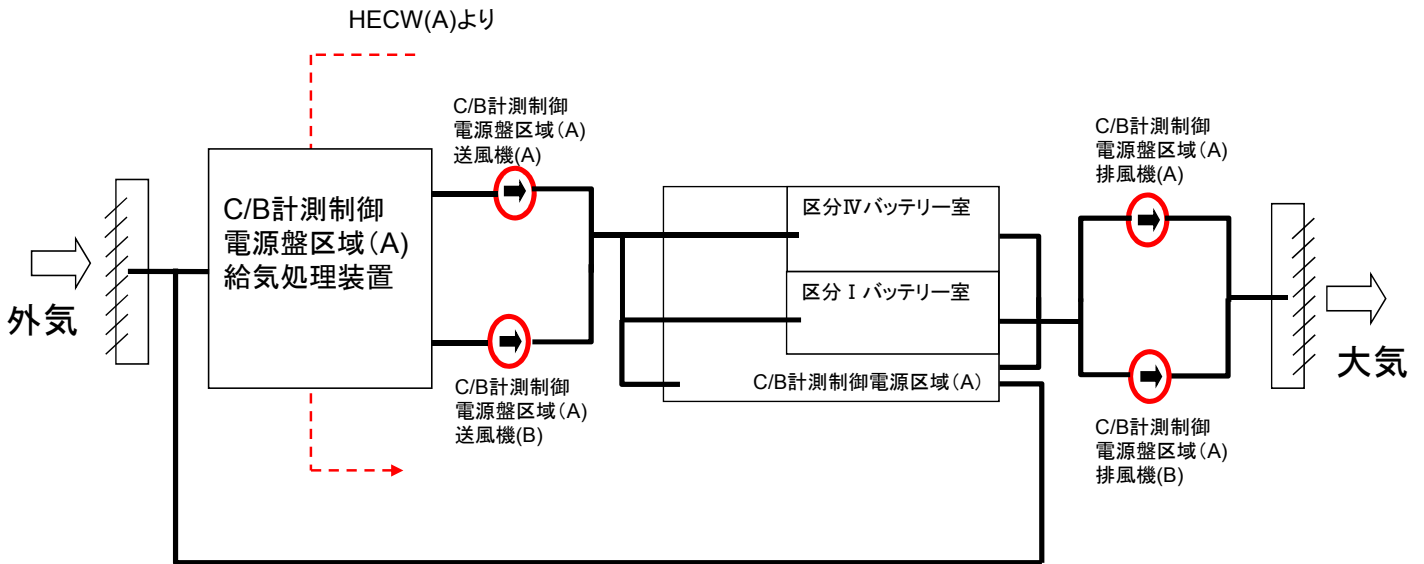 HECW(A)より
C/B計測制御
電源盤区域(A)
送風機(A)
C/B計測制御
電源盤区域(A)
排風機(A)
C/B計測制御
電源盤区域(A)
給気処理装置
区分Ⅳバッテリー室
区分Ⅰバッテリー室
外気
大気
C/B計測制御電源区域(A)
C/B計測制御
電源盤区域(A)
送風機(B)
C/B計測制御
電源盤区域(A)
排風機(B)